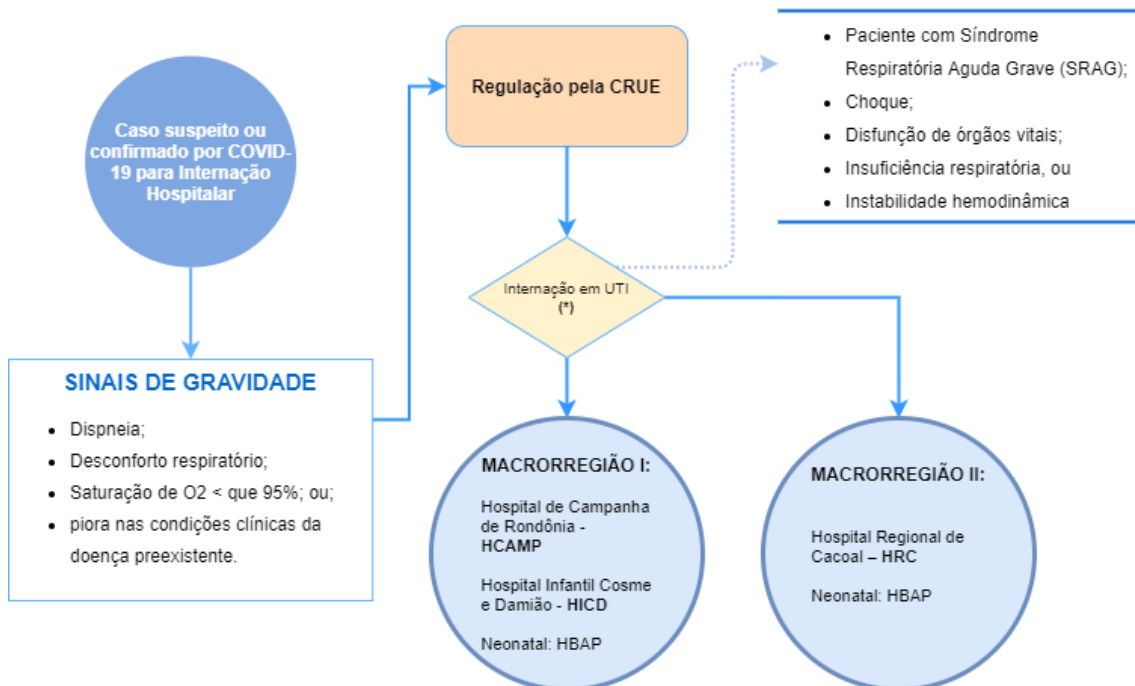 Caso suspeito ou
confirmado por COVID-
19 para Internação
Hospitalar
SINAIS DE GRAVIDADE
• Dispneia;
• Desconforto respiratório;
• Saturação de O2 < que 95%; ou;
• piora nas condições clínicas da
doença preexistente.
Regulação pela CRUE
Internação em UTI
(*)
• Paciente com Síndrome
Respiratória Aguda Grave (SRAG);
• Choque;
• Disfunção de órgãos vitais;
• Insuficiência respiratória, ou
• Instabilidade hemodinâmica
MACRORREGIÃO I:
Hospital de Campanha
de Rondônia -
HCAMP
Hospital Infantil Cosme
e Damião - HICD
Neonatal: HBAP
MACRORREGIÃO II:
Hospital Regional de
Cacoal – HRC
Neonatal: HBAP